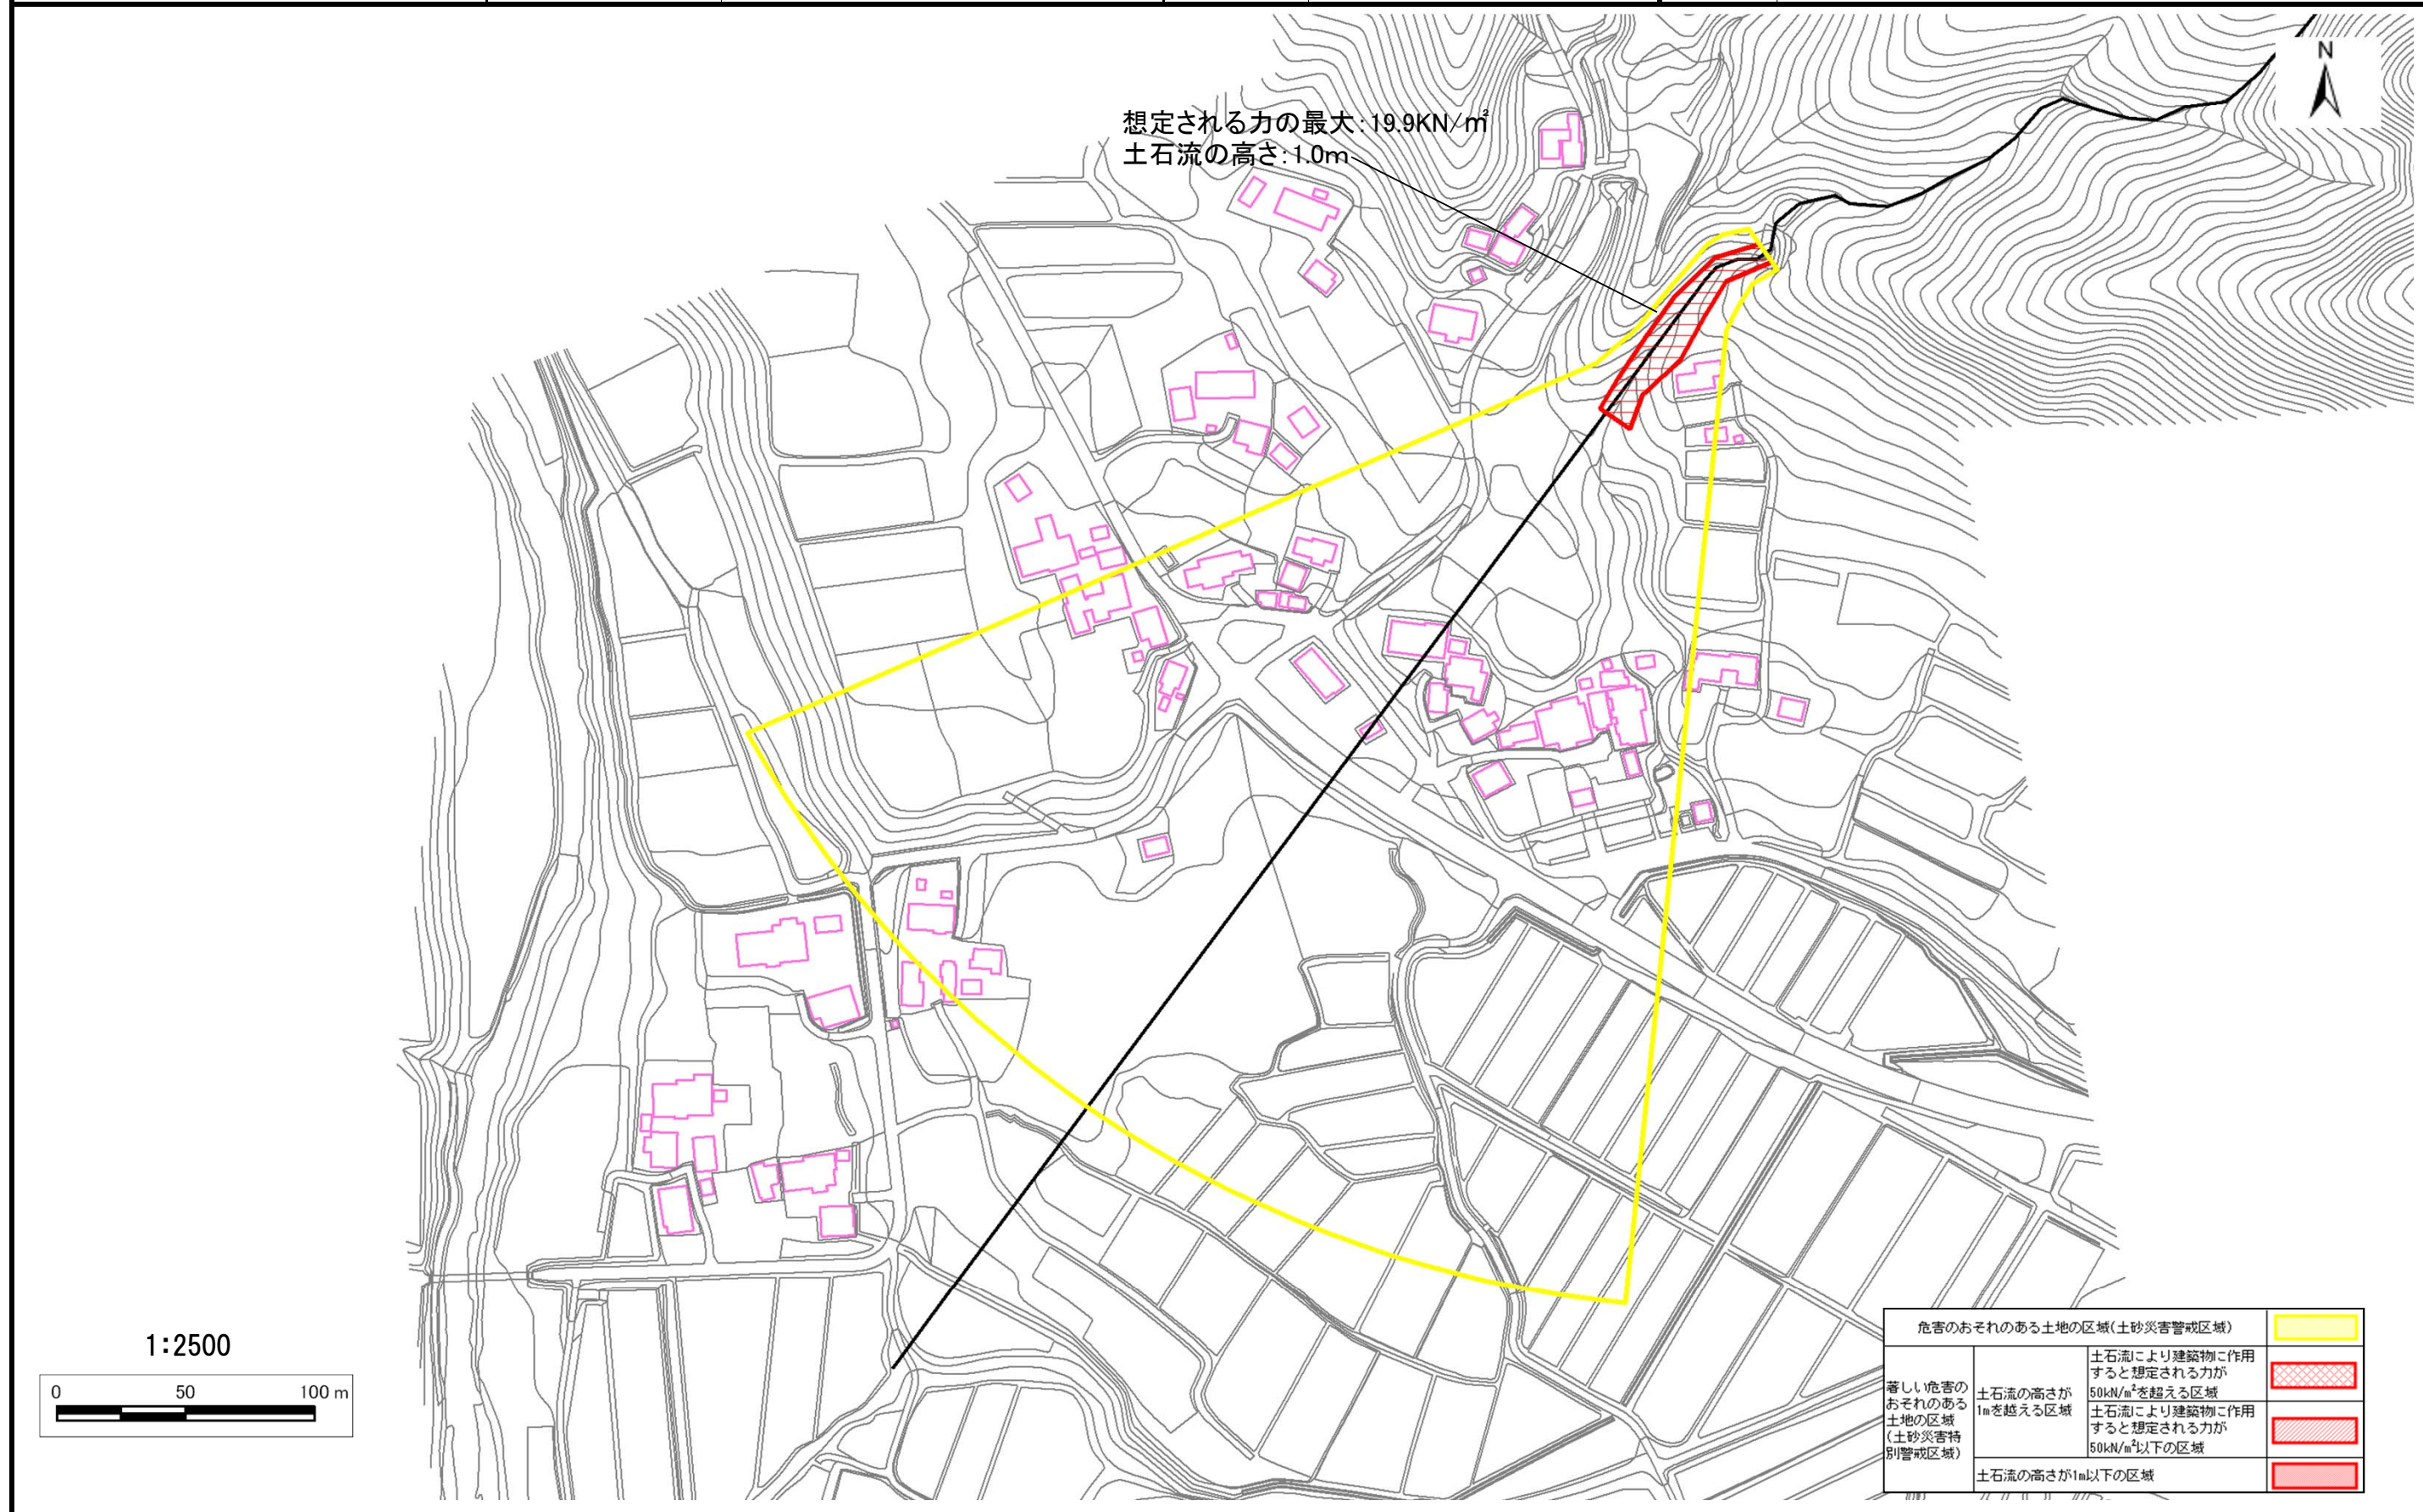 N
想定される力の最大:19.9KN/㎡
土石流の高さ:1.0m
1:2500
0 50 100 m
危害のおそれのある土地の区域(土砂災害警戒区域)
著しい危害の
おそれのある
土地の区域
(土砂災害特
別警戒区域)
土石流の高さが
1mを越える区域
土石流により建築物に作用
すると想定される力が
50kN/m²を超える区域
土石流により建築物に作用
すると想定される力が
50kN/m²以下の区域
土石流の高さが1m以下の区域